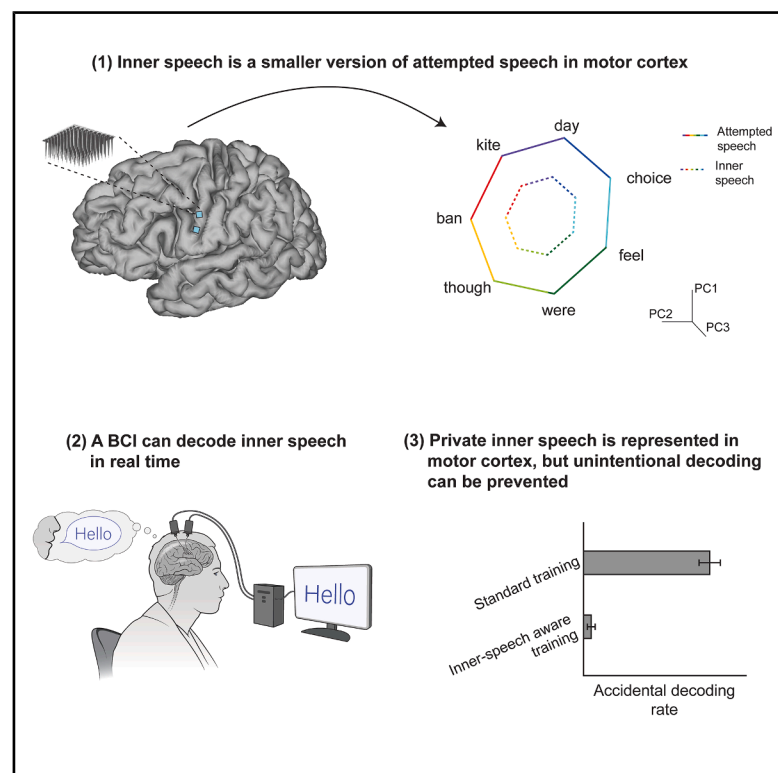 (1) Inner speech is a smaller version of attempted speech in motor cortex
day
kite
choice
ban
feel
though
were
Attempted
speech
Inner
speech
PC1
PC2
PC3
(2) A BCI can decode inner speech
in real time
Hello
Hello
(3) Private inner speech is represented in
motor cortex, but unintentional decoding
can be prevented
Standard training
Inner-speech aware
training
Accidental decoding
rate